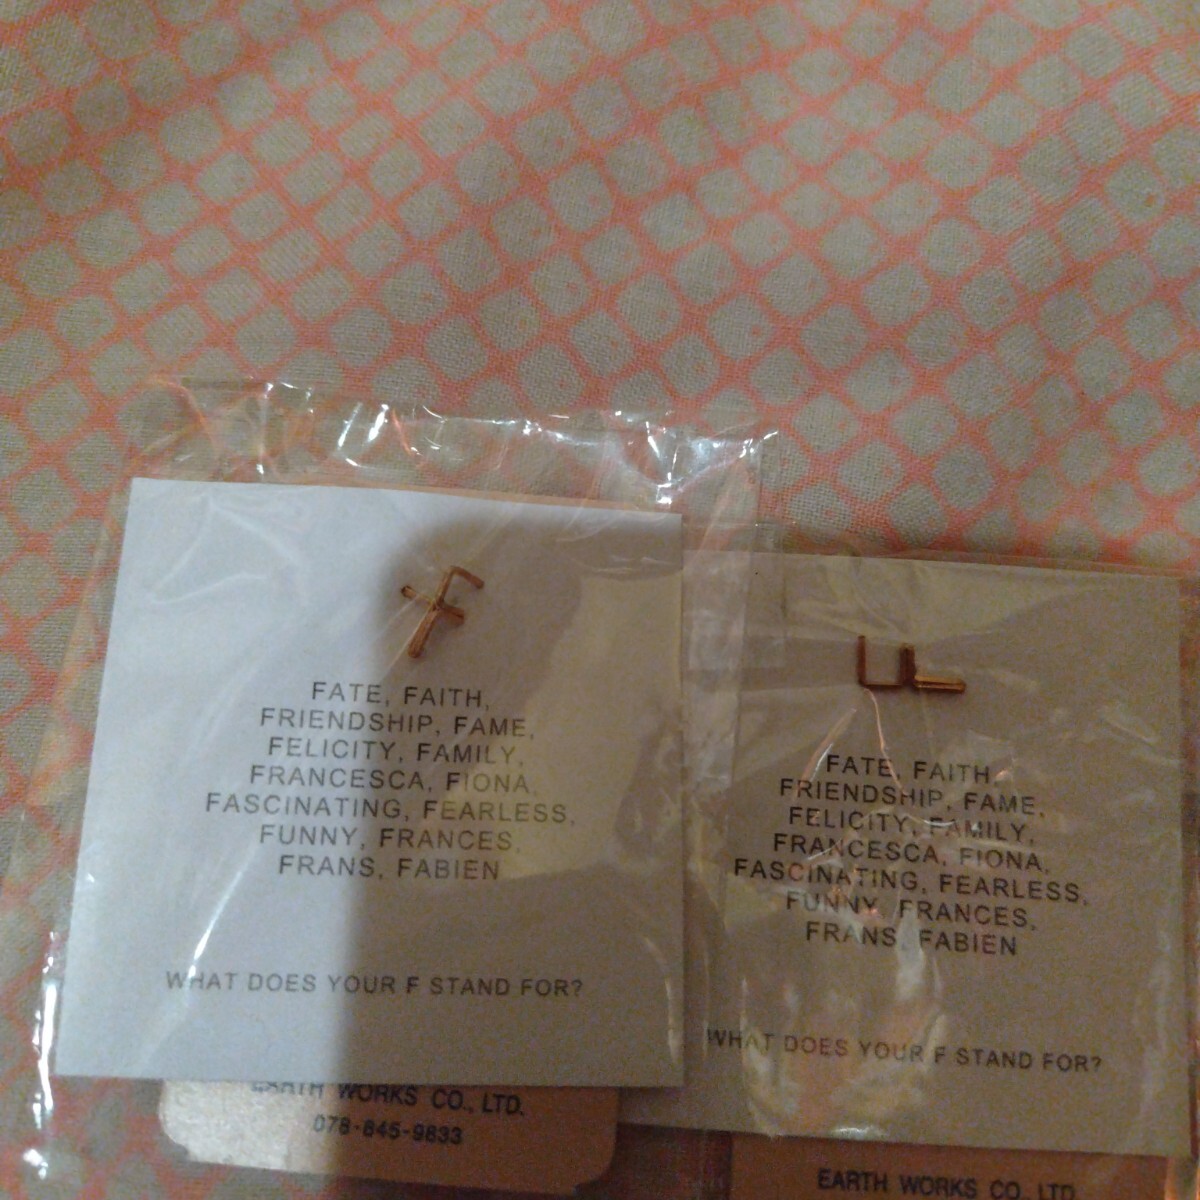 FATE, FAITH,
FRIENDSHIP, FAME,
FELICITY, FAMILY,
FRANCESCA, FIONA,
FASCINATING, FEARLESS,
FUNNY, FRANCES,
FRANS, FABIEN
WHAT DOES YOUR F STAND FOR?
EARTH WORKS CO., LTD.
078-845-9833
FATE, FAITH,
FRIENDSHIP, FAME,
FELICITY, FAMILY,
FRANCESCA, FIONA,
FASCINATING, FEARLESS,
FUNNY, FRANCES,
FRANS, FABIEN
WHAT DOES YOUR F STAND FOR?
EARTH WORKS CO., LTD.